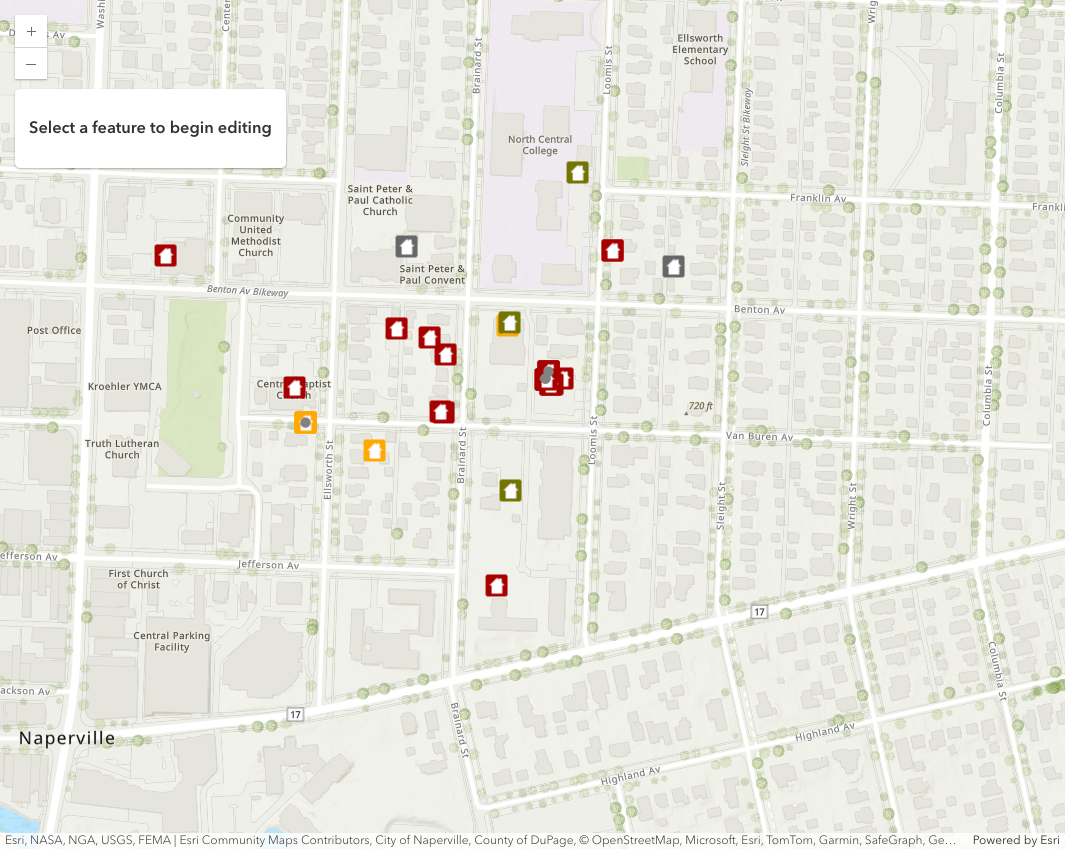 Washi
Center
Wrig
+
−
s Av
Select a feature to begin editing
Brainard St
Loomis St
Ellsworth
Elementary
School
Columbia St
Sleight St Bikeway
North Central
College
Saint Peter &
Paul Catholic
Church
Franklin Av
Frankli
Community
United
Methodist
Church
Saint Peter &
Paul Convent
Benton Av Bikeway
Benton Av
Post Office
Kroehler YMCA
Central Baptist
Church
720 ft
Columbia St
Truth Lutheran
Church
Van Buren Av
Ellsworth St
Brainard St
Loomis St
Sleight St
Wright St
efferson Av
Jefferson Av
First Church
of Christ
17
Central Parking
Facility
Columbia St
ackson Av
17
Naperville
Brainard St
Highland Av
Highland Av
Esri, NASA, NGA, USGS, FEMA | Esri Community Maps Contributors, City of Naperville, County of DuPage, © OpenStreetMap, Microsoft, Esri, TomTom, Garmin, SafeGraph, Ge…
Powered by Esri